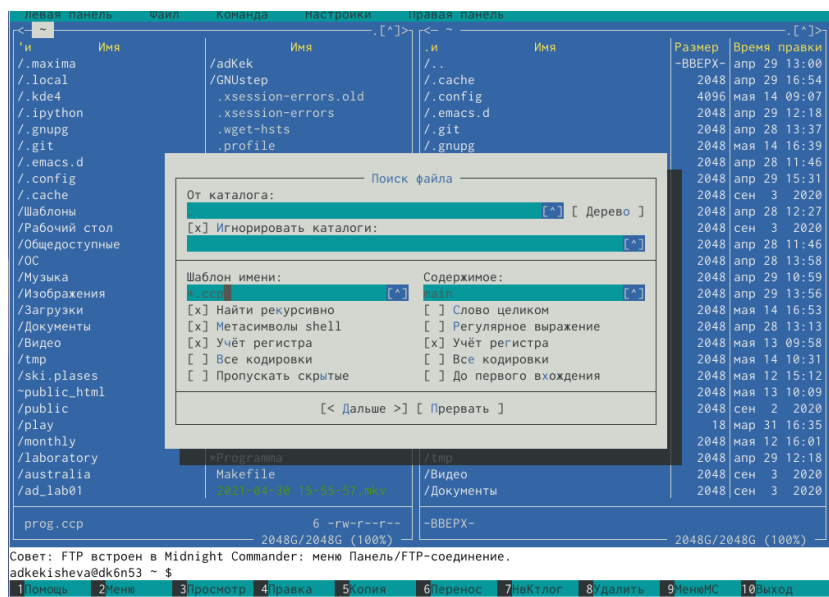 Левая панель Файл Команда Настройки Правая панель
<─ ~ .[^]> <─ ~ .[^]>
'и Имя Имя .и Имя Размер Время правки
/.maxima /adKek /.. -ВВЕРХ- апр 29 13:00
/.local /GNUstep /.cache 2048 апр 29 16:54
/.kde4 .xsession-errors.old /.config 4096 мая 14 09:07
/.ipython .xsession-errors /.emacs.d 2048 апр 29 12:18
/.gnupg .wget-hsts /.git 2048 апр 28 13:37
/.git .profile /.gnupg 2048 мая 14 16:39
/.emacs.d 2048 апр 28 11:46
/.config Поиск файла 2048 апр 29 15:31
/.cache От каталога: 2048 сен 3 2020
/Шаблоны . [^] [ Дерево ] 2048 апр 28 12:27
/Рабочий стол [x] Игнорировать каталоги: 2048 сен 3 2020
/Общедоступные [^] 2048 апр 28 11:46
/ОС 2048 апр 28 13:58
/Музыка Шаблон имени: Содержимое: 2048 апр 29 10:59
/Изображения *.ccp [^] main [^] 2048 апр 29 13:56
/Загрузки [x] Найти рекурсивно [ ] Слово целиком 2048 мая 14 16:53
/Документы [x] Метасимволы shell [ ] Регулярное выражение 2048 апр 28 13:13
/Видео [x] Учёт регистра [x] Учёт регистра 2048 мая 13 09:58
/tmp [ ] Все кодировки [ ] Все кодировки 2048 мая 14 10:31
/ski.plases [ ] Пропускать скрытые [ ] До первого вхождения 2048 мая 12 15:12
~public_html 2048 мая 13 10:09
/public [< Дальше >] [ Прервать ] 2048 сен 2 2020
/play 18 мар 31 16:35
/monthly 2048 мая 12 16:01
/laboratory *Programma /tmp 2048 апр 29 12:18
/australia Makefile /Видео 2048 сен 3 2020
/ad_lab01 2021-04-30 15-55-57.mkv /Документы 2048 сен 3 2020
prog.ccp 6 -rw-r--r-- -ВВЕРХ-
2048G/2048G (100%) 2048G/2048G (100%)
Совет: FTP встроен в Midnight Commander: меню Панель/FTP-соединение.
adkekisheva@dk6n53 ~ $
1Помощь 2Меню 3Просмотр 4Правка 5Копия 6Перенос 7НвКтлог 8Удалить 9МенюМС 10Выход